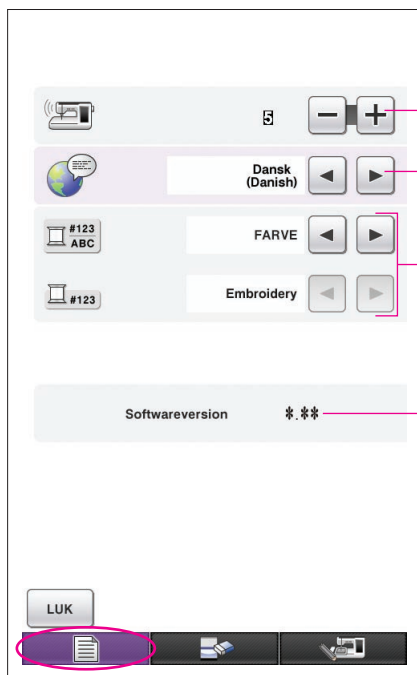 5
Dansk
(Danish)
#123
ABC
FARVE
#123
Embroidery
Softwareversion *.**
LUK